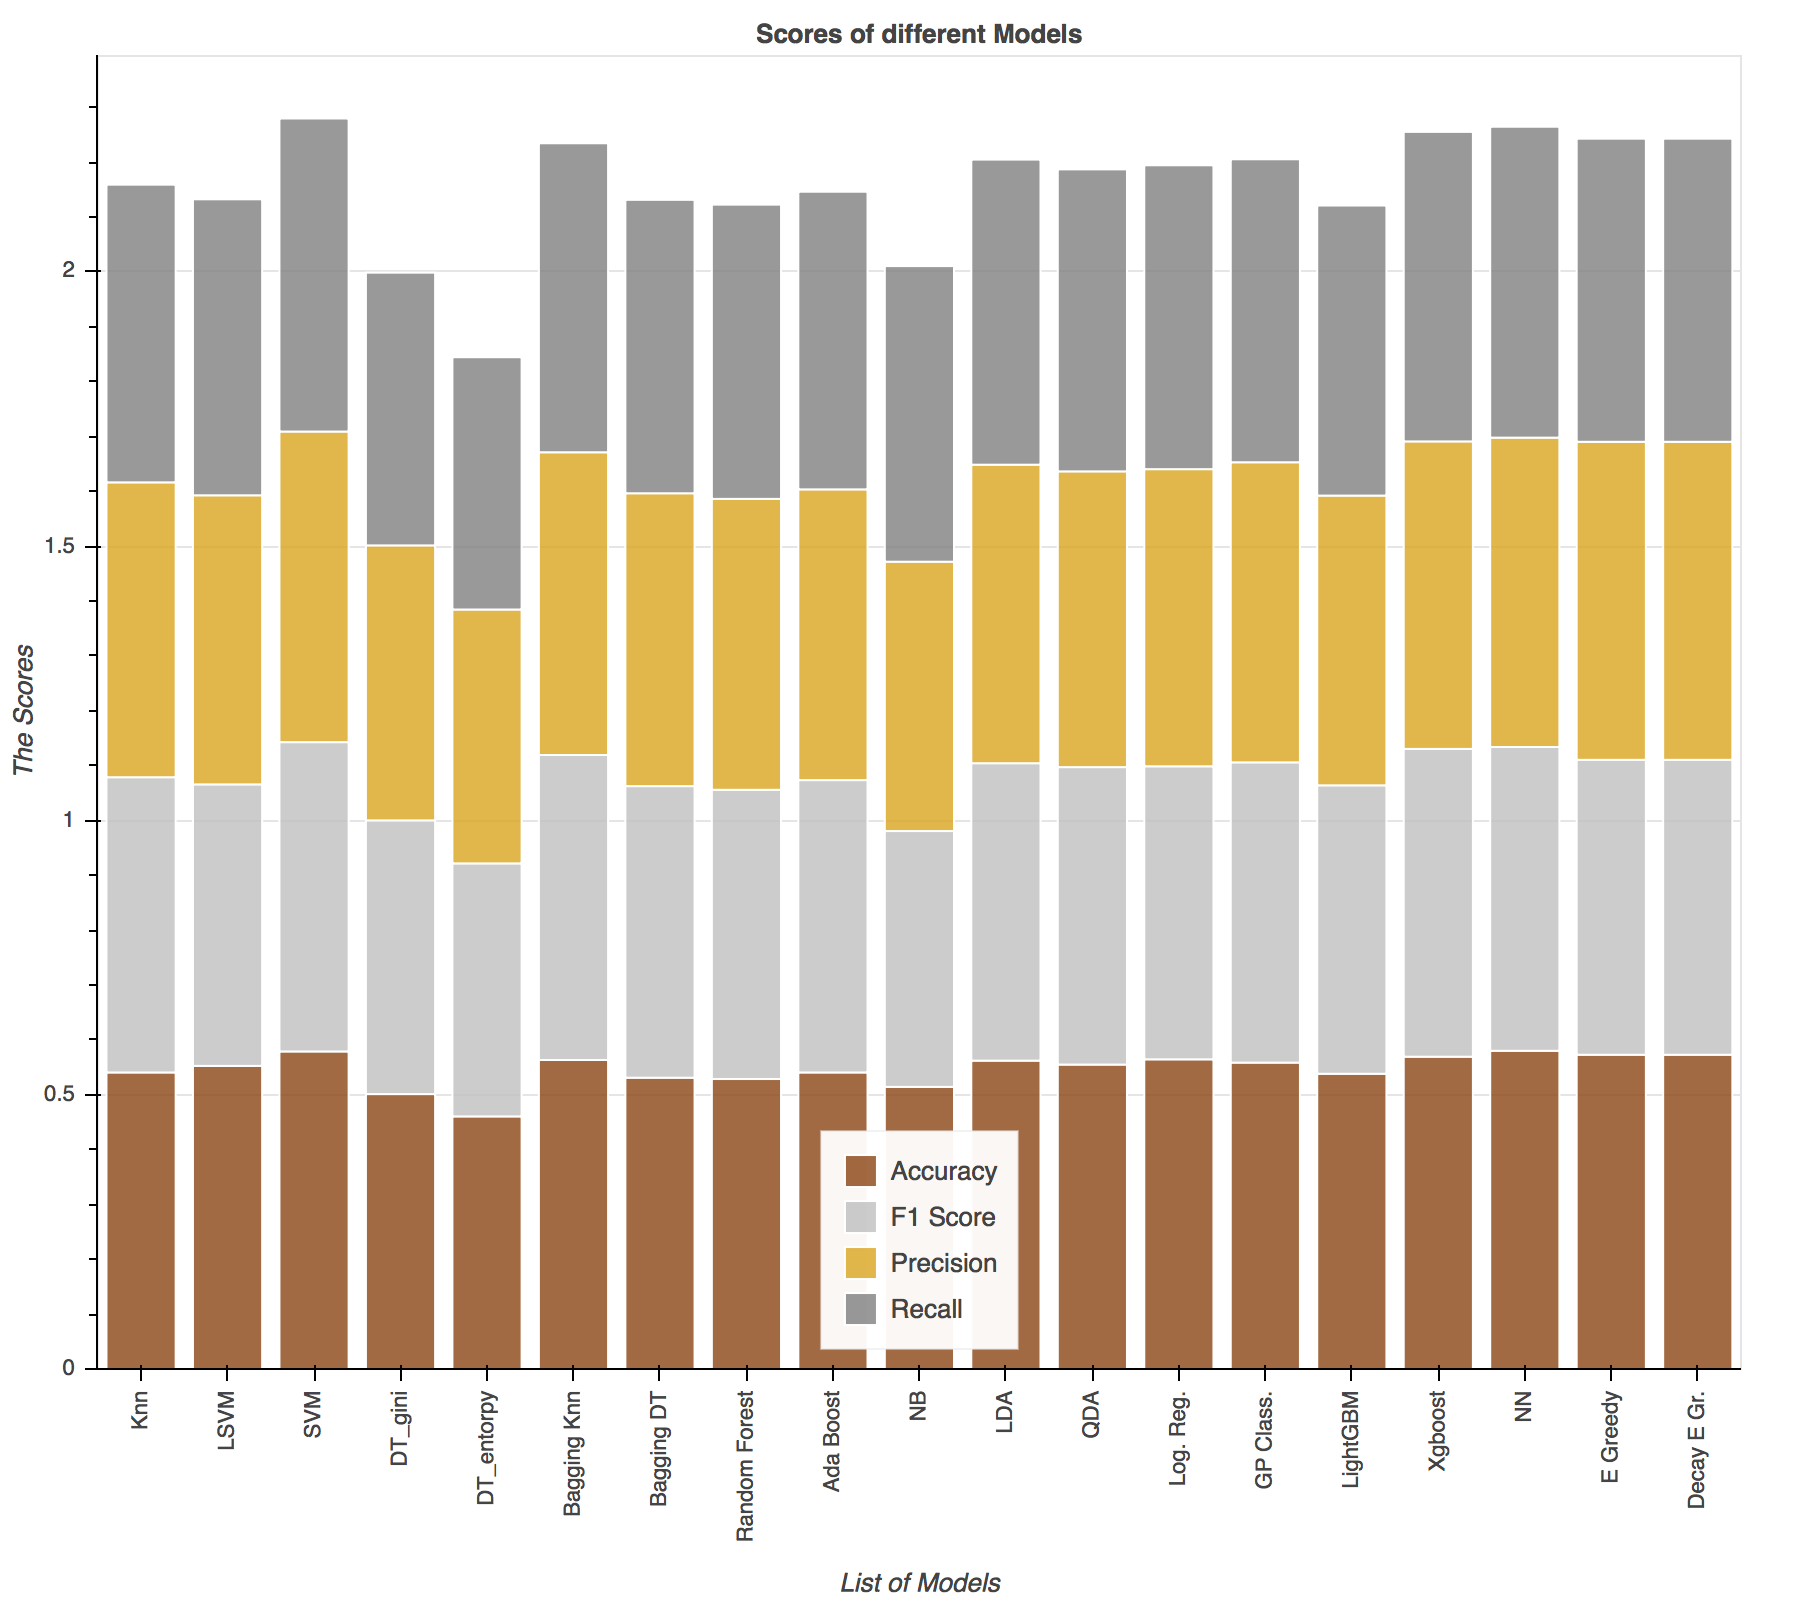 Scores of different Models
The Scores
2
1.5
1
0.5
0
Accuracy
F1 Score
Precision
Recall
Knn
LSVM
SVM
DT_gini
DT_entorpy
Bagging Knn
Bagging DT
Random Forest
Ada Boost
NB
LDA
QDA
Log. Reg.
GP Class.
LightGBM
Xgboost
NN
E Greedy
Decay E Gr.
List of Models